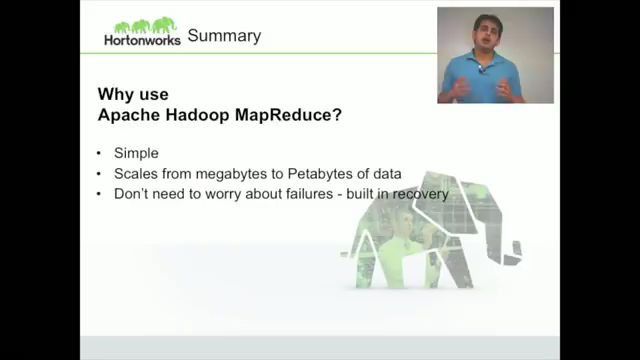 Hortonworks Summary
Why use
Apache Hadoop MapReduce?
• Simple
• Scales from megabytes to Petabytes of data
• Don't need to worry about failures - built in recovery